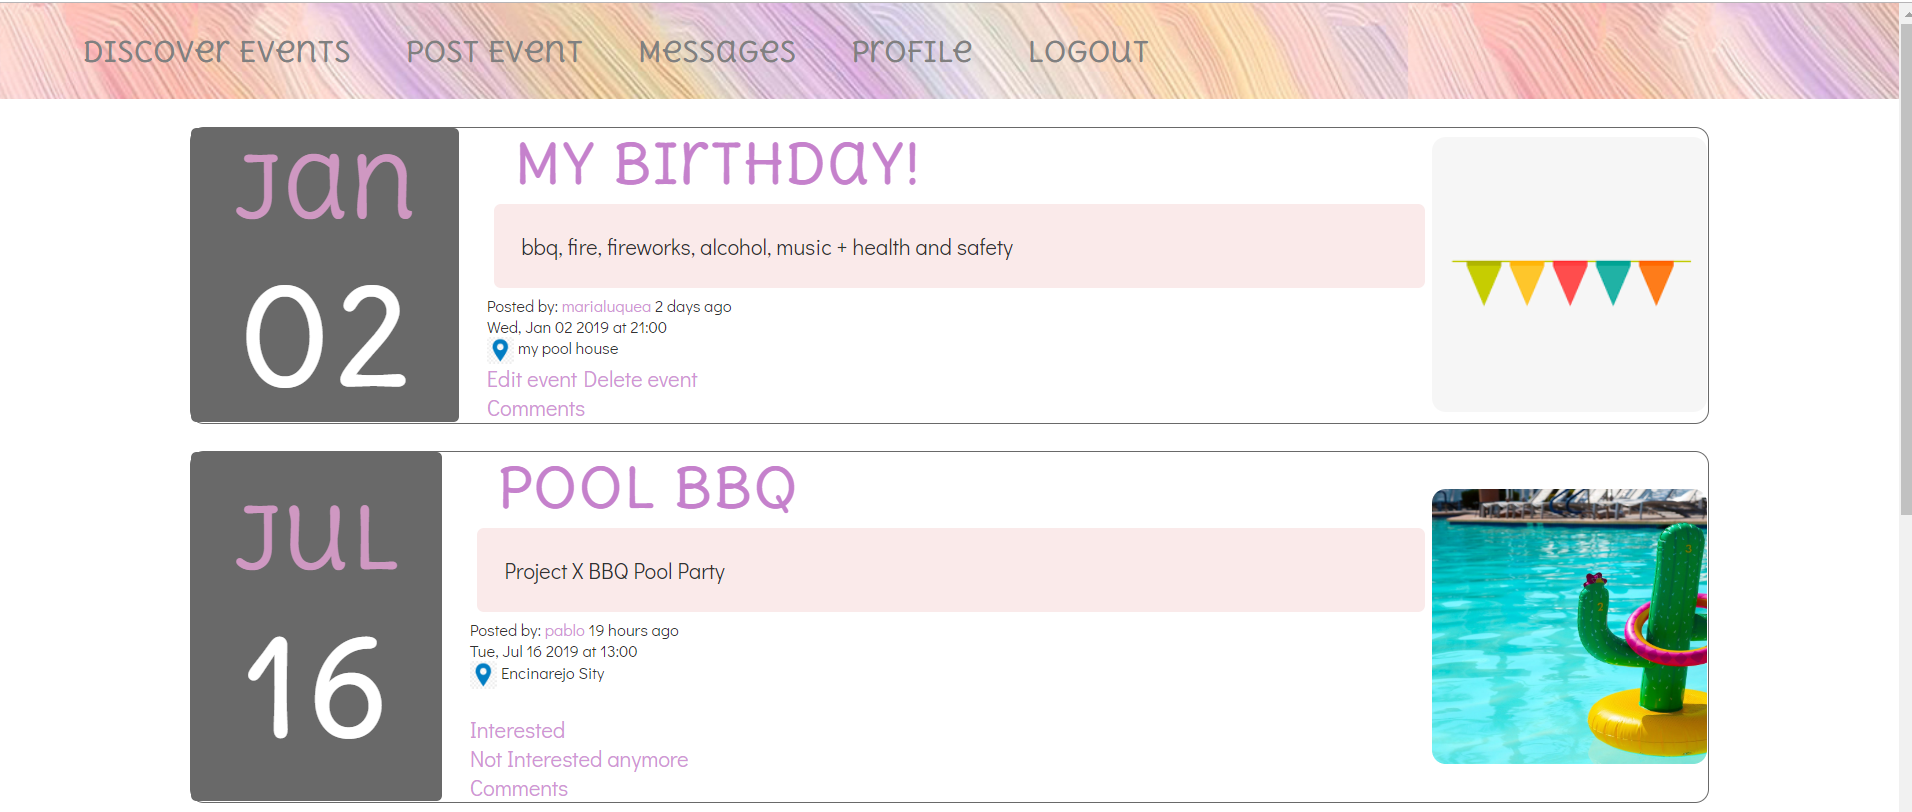 Discover Events Post Event Messages Profile Logout
Jan
02
My Birthday!
bbq, fire, fireworks, alcohol, music + health and safety
Posted by: marialuquea 2 days ago
Wed, Jan 02 2019 at 21:00
my pool house
Edit event Delete event
Comments
Jul
16
POOL BBQ
Project X BBQ Pool Party
Posted by: pablo 19 hours ago
Tue, Jul 16 2019 at 13:00
Encinarejo Sity
Interested
Not Interested anymore
Comments
3
2